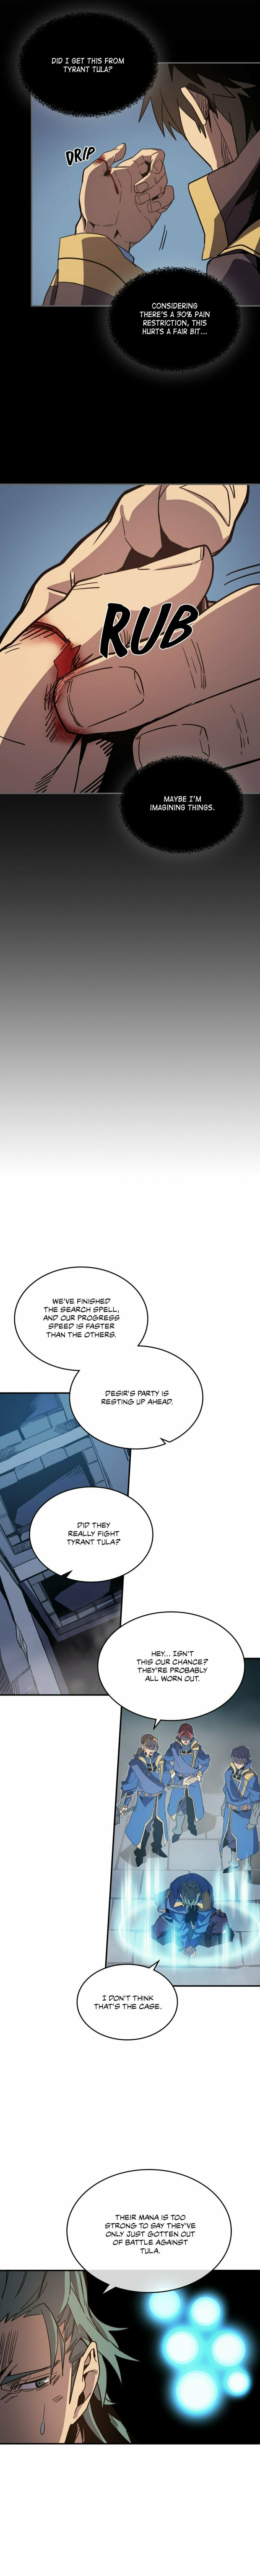 DID I GET THIS FROM
TYRANT TULA?
DRIP
CONSIDERING
THERE'S A 30% PAIN
RESTRICTION, THIS
HURTS A FAIR BIT...
RUB
MAYBE I'M
IMAGINING THINGS.
WE'VE FINISHED
THE SEARCH SPELL,
AND OUR PROGRESS
SPEED IS FASTER
THAN THE OTHERS.
DESIR'S PARTY IS
RESTING UP AHEAD.
DID THEY
REALLY FIGHT
TYRANT TULA?
HEY... ISN'T
THIS OUR CHANCE?
THEY'RE PROBABLY
ALL WORN OUT.
I DON'T THINK
THAT'S THE CASE.
THEIR MANA IS TOO
STRONG TO SAY THEY'VE
ONLY JUST GOTTEN OUT
OF BATTLE AGAINST
TULA.